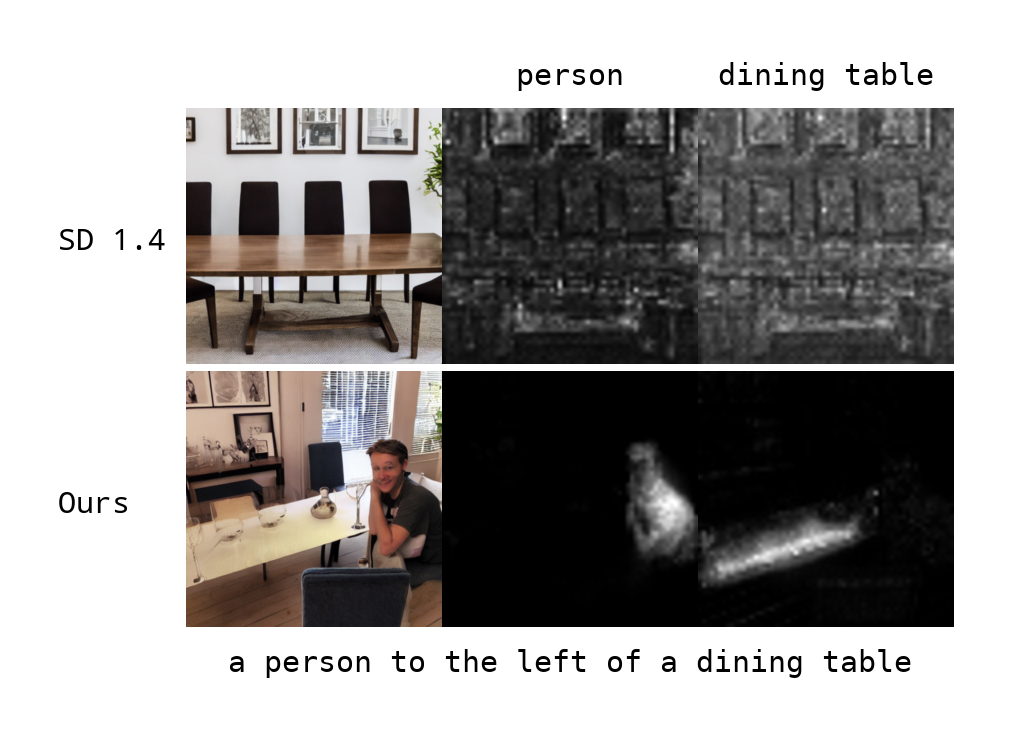 person dining table
SD 1.4
Ours
a person to the left of a dining table